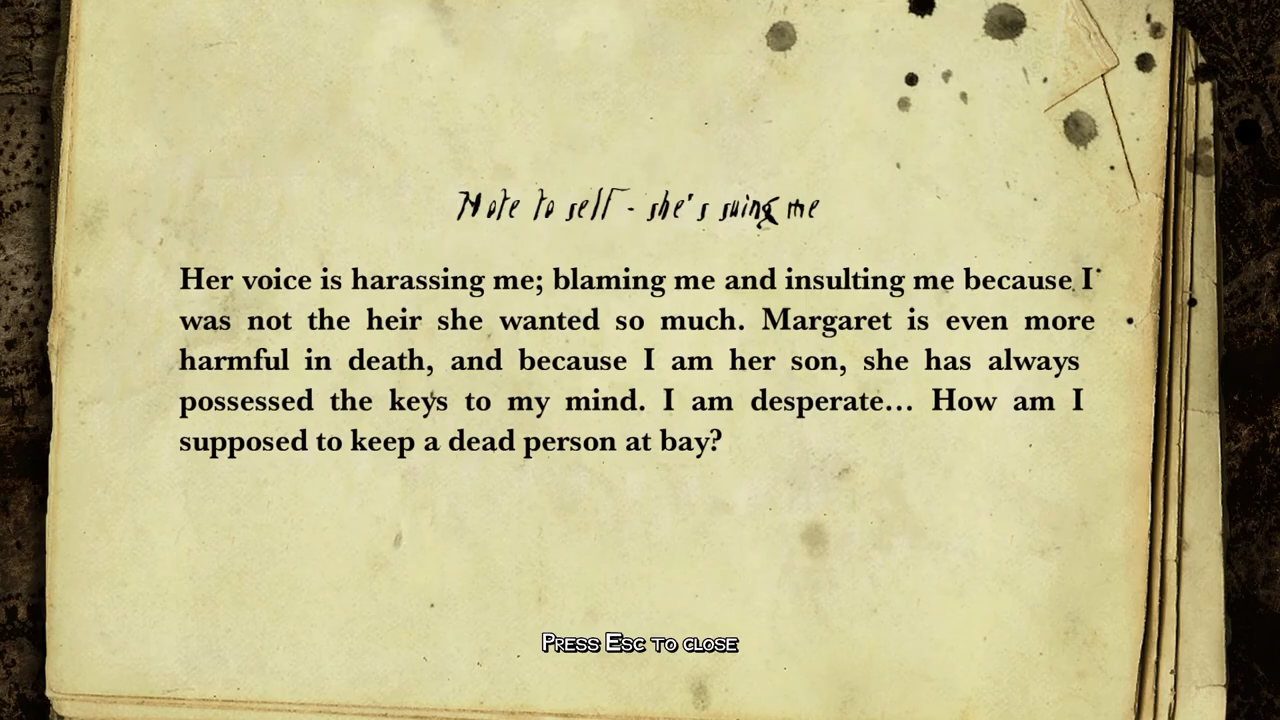 Note to self - she's suing me
Her voice is harassing me; blaming me and insulting me because I
was not the heir she wanted so much. Margaret is even more
harmful in death, and because I am her son, she has always
possessed the keys to my mind. I am desperate... How am I
supposed to keep a dead person at bay?
Press Esc to close